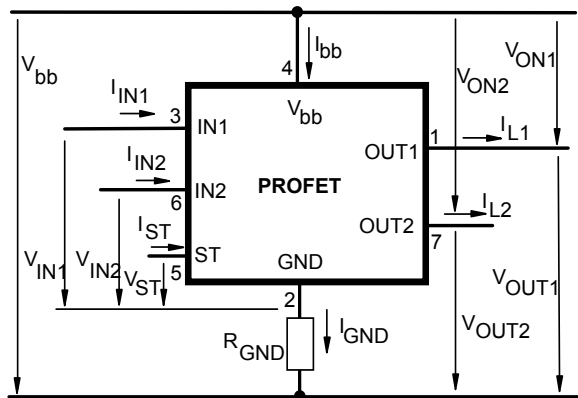 V_bb
I_bb
V_ON1
V_ON2
4
V_bb
I_IN1
3
IN1
1
I_L1
OUT1
I_IN2
6
IN2
PROFET
I_L2
OUT2
7
I_ST
ST
5
GND
V_IN1
V_IN2
V_ST
2
R_GND
I_GND
V_OUT1
V_OUT2